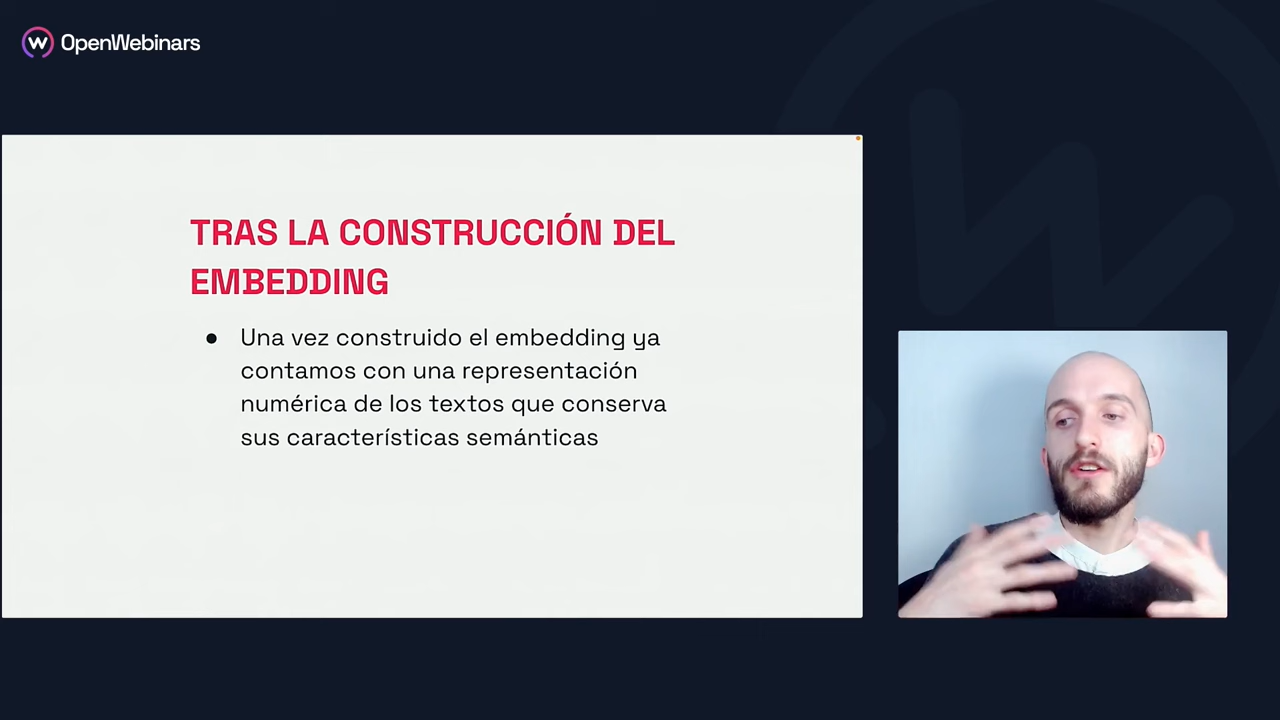 OpenWebinars
TRAS LA CONSTRUCCIÓN DEL
EMBEDDING
● Una vez construido el embedding ya
contamos con una representación
numérica de los textos que conserva
sus características semánticas